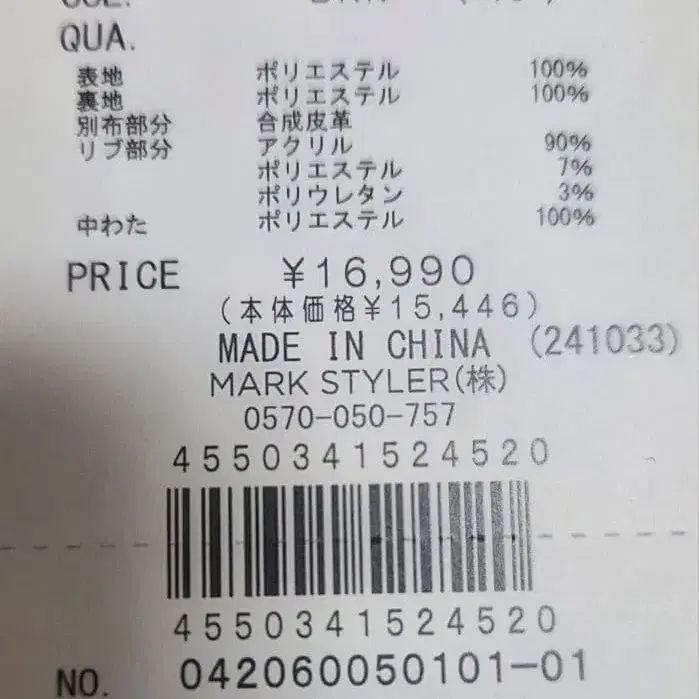 QUA.
表地 ポリエステル 100%
裏地 ポリエステル 100%
別布部分 合成皮革
リブ部分 アクリル 90%
ポリエステル 7%
ポリウレタン 3%
中わた ポリエステル 100%
PRICE ¥16,990
(本体価格¥15,446)
MADE IN CHINA (241033)
MARK STYLER(株)
0570-050-757
4550341524520
4550341524520
NO. 042060050101-01